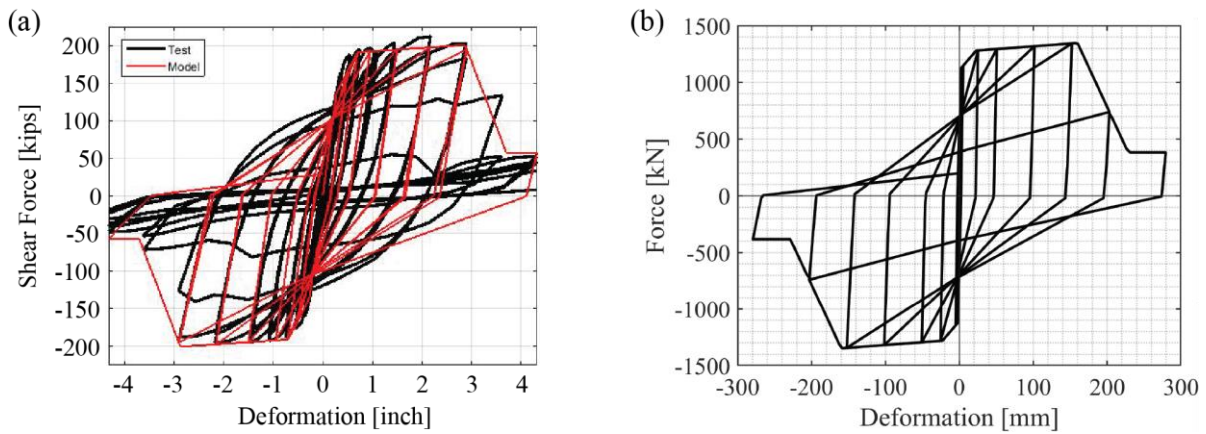 (a)
Shear Force [kips]
200
150
100
50
0
-50
-100
-150
-200
Test
Model
-4 -3 -2 -1 0 1 2 3 4
Deformation [inch]
(b)
Force [kN]
1500
1000
500
0
-500
-1000
-1500
-300 -200 -100 0 100 200 300
Deformation [mm]